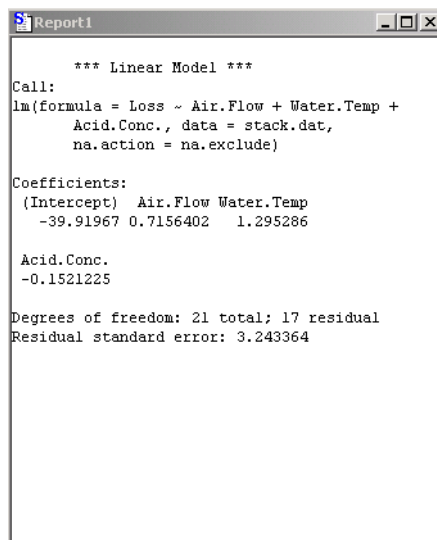 Report1
*** Linear Model ***
Call:
lm(formula = Loss ~ Air.Flow + Water.Temp +
Acid.Conc., data = stack.dat,
na.action = na.exclude)
Coefficients:
(Intercept) Air.Flow Water.Temp
-39.91967 0.7156402 1.295286
Acid.Conc.
-0.1521225
Degrees of freedom: 21 total; 17 residual
Residual standard error: 3.243364